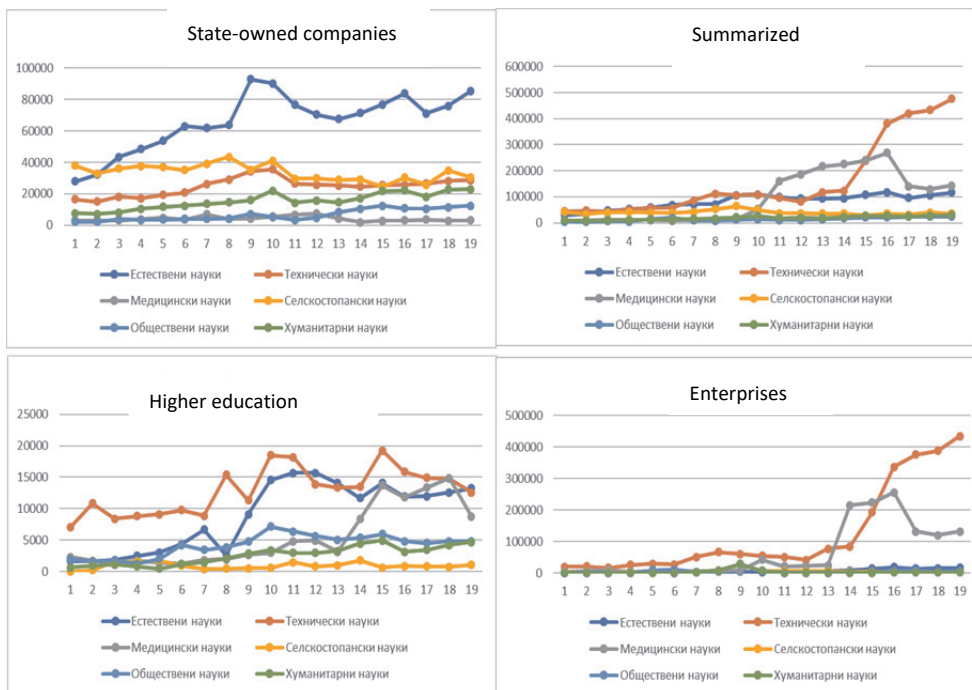 State-owned companies
100000
80000
60000
40000
20000
0
1 2 3 4 5 6 7 8 9 10 11 12 13 14 15 16 17 18 19
Естествени науки Технически науки
Медицински науки Селскостопански науки
Обществени науки Хуманитарни науки
Summarized
600000
500000
400000
300000
200000
100000
0
1 2 3 4 5 6 7 8 9 10 11 12 13 14 15 16 17 18 19
Естествени науки Технически науки
Медицински науки Селскостопански науки
Обществени науки Хуманитарни науки
Higher education
25000
20000
15000
10000
5000
0
1 2 3 4 5 6 7 8 9 10 11 12 13 14 15 16 17 18 19
Естествени науки Технически науки
Медицински науки Селскостопански науки
Обществени науки Хуманитарни науки
Enterprises
500000
400000
300000
200000
100000
0
1 2 3 4 5 6 7 8 9 10 11 12 13 14 15 16 17 18 19
Естествени науки Технически науки
Медицински науки Селскостопански науки
Обществени науки Хуманитарни науки